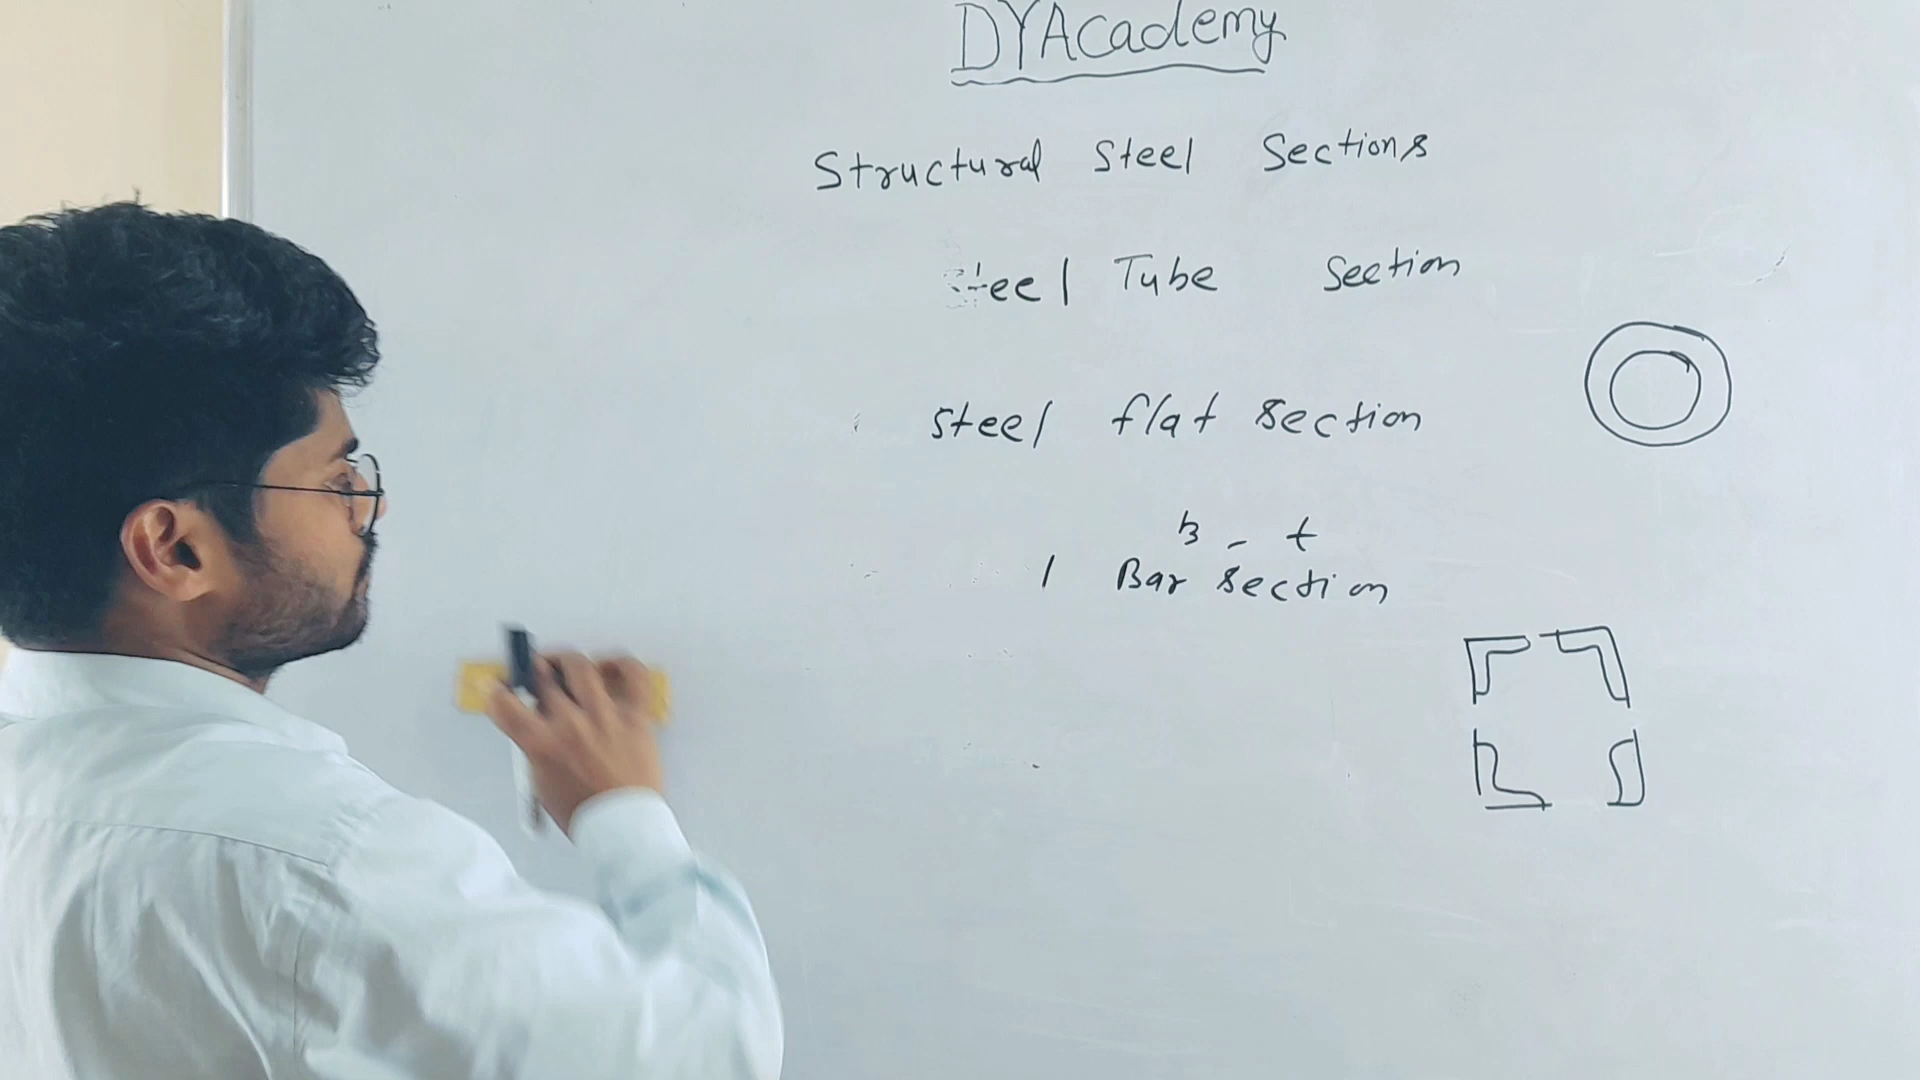 DYAcademy
Structural Steel Sections
steel Tube Section
steel flat section
b - t
Bar section